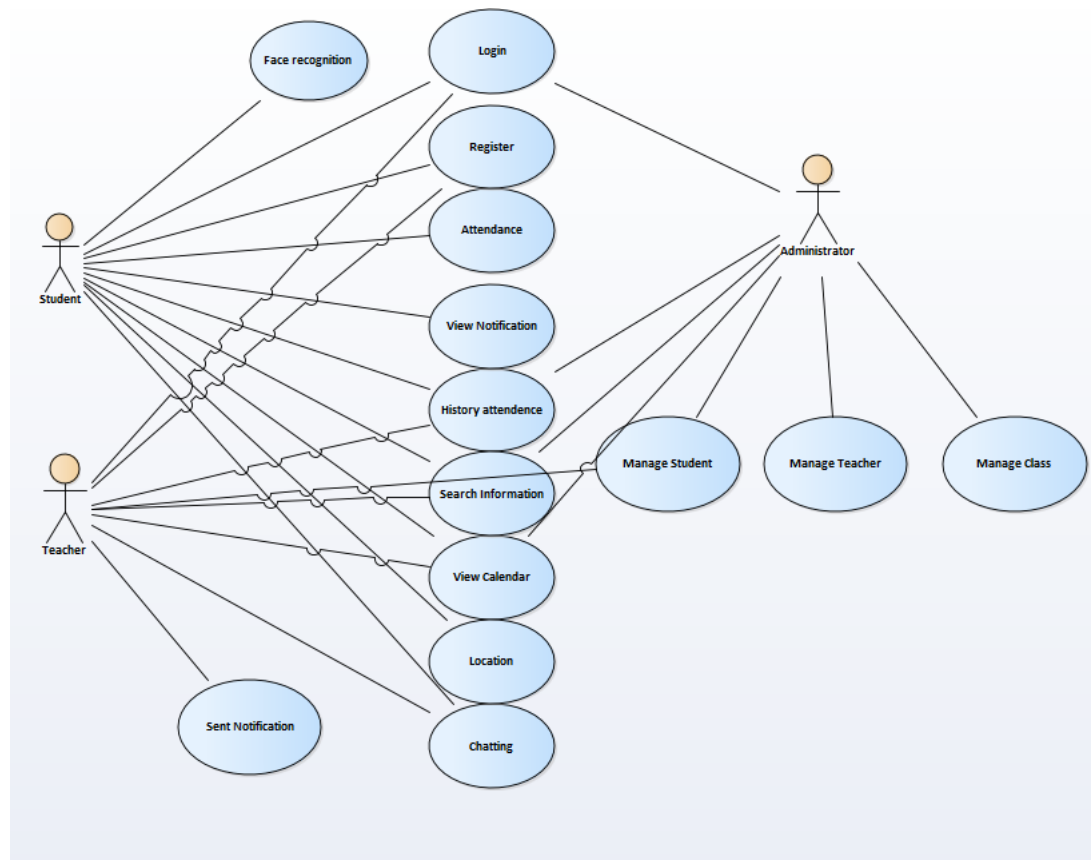 Login
Face recognition
Register
Attendance
Administrator
Student
View Notification
History attendence
Manage Student
Manage Teacher
Manage Class
Search Information
Teacher
View Calendar
Location
Sent Notification
Chatting